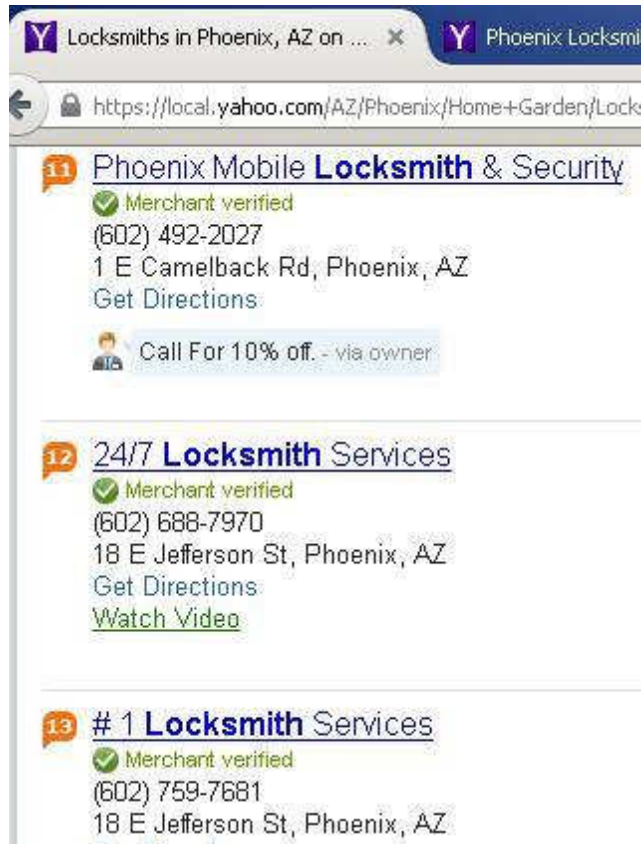 Locksmiths in Phoenix, AZ on ...
Phoenix Locksmi
https://local.yahoo.com/AZ/Phoenix/Home+Garden/Locks
11 Phoenix Mobile Locksmith & Security
Merchant verified
(602) 492-2027
1 E Camelback Rd, Phoenix, AZ
Get Directions
Call For 10% off. - via owner
12 24/7 Locksmith Services
Merchant verified
(602) 688-7970
18 E Jefferson St, Phoenix, AZ
Get Directions
Watch Video
13 # 1 Locksmith Services
Merchant verified
(602) 759-7681
18 E Jefferson St, Phoenix, AZ